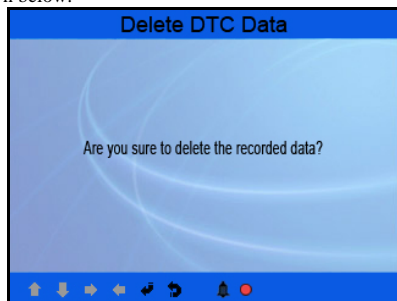 n below.
Delete DTC Data
Are you sure to delete the recorded data?